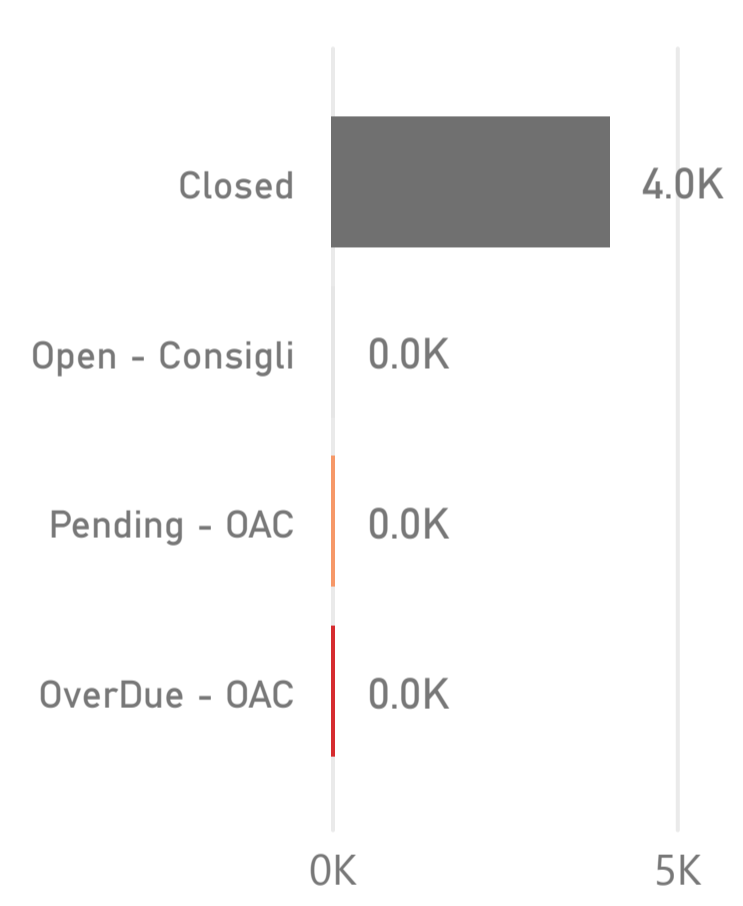 Closed 4.0K
Open - Consigli 0.0K
Pending - OAC 0.0K
OverDue - OAC 0.0K
0K 5K